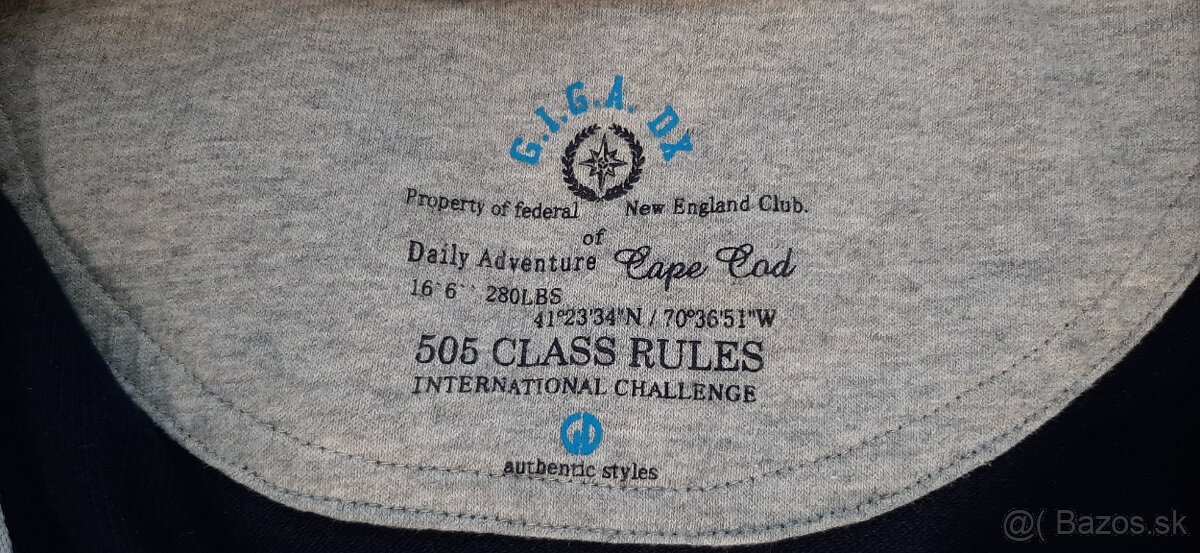 G.I.G.A. DX
Property of federal New England Club.
of
Daily Adventure Cape Cod
16`6`` 280LBS
41°23'34"N / 70°36'51"W
505 CLASS RULES
INTERNATIONAL CHALLENGE
GD
authentic styles
@( Bazos.sk